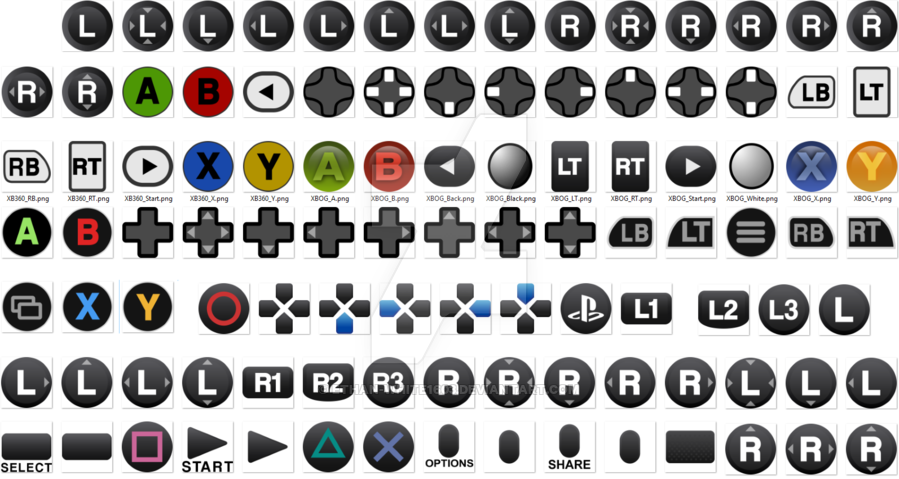 L L L L L L L L R R R R R R
R R A B LB LT
RB RT X Y A B LT RT X Y
XB360_RB.png XB360_RT.png XB360_Start.png XB360_X.png XB360_Y.png XBOG_A.png XBOG_B.png XBOG_Back.png XBOG_Black.png XBOG_LT.png XBOG_RT.png XBOG_Start.png XBOG_White.png XBOG_X.png XBOG_Y.png
A B LB LT RB RT
X Y L1 L2 L3 L
L L L L R1 R2 R3 R R R R R L L L
SELECT START OPTIONS SHARE R R R